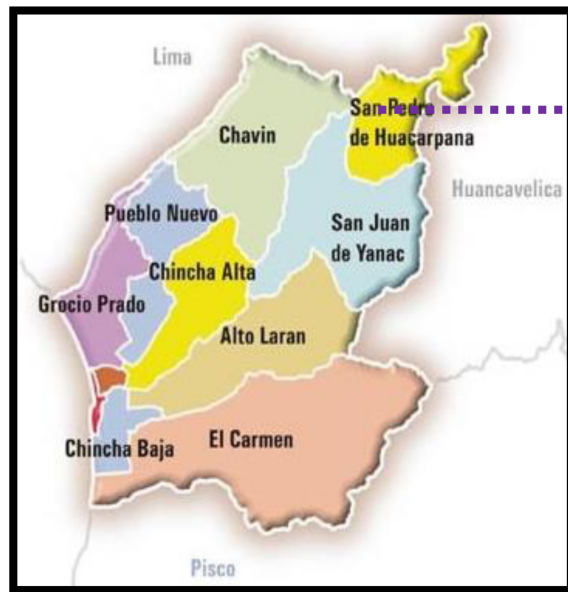 Lima
San Pedro
de Huacarpana
Chavin
Huancavelica
Pueblo Nuevo
San Juan
de Yanac
Chincha Alta
Grocio Prado
Alto Laran
Chincha Baja
El Carmen
Pisco